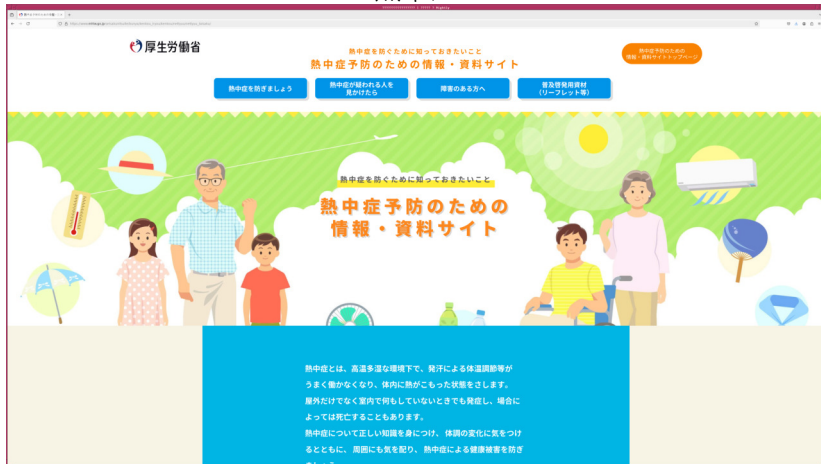 厚生労働省
熱中症を防ぐために知っておきたいこと
熱中症予防のための情報・資料サイト
熱中症予防のための
情報・資料サイトトップページ
熱中症を防ぎましょう
熱中症が疑われる人を
見かけたら
障害のある方へ
普及啓発用資材
(リーフレット等)
熱中症を防ぐために知っておきたいこと
熱中症予防のための
情報・資料サイト
熱中症とは、高温多湿な環境下で、発汗による体温調節等が
うまく働かなくなり、体内に熱がこもった状態をさします。
屋外だけでなく室内で何もしていないときでも発症し、場合に
よっては死亡することもあります。
熱中症について正しい知識を身につけ、体調の変化に気をつけ
るとともに、周囲にも気を配り、熱中症による健康被害を防ぎ